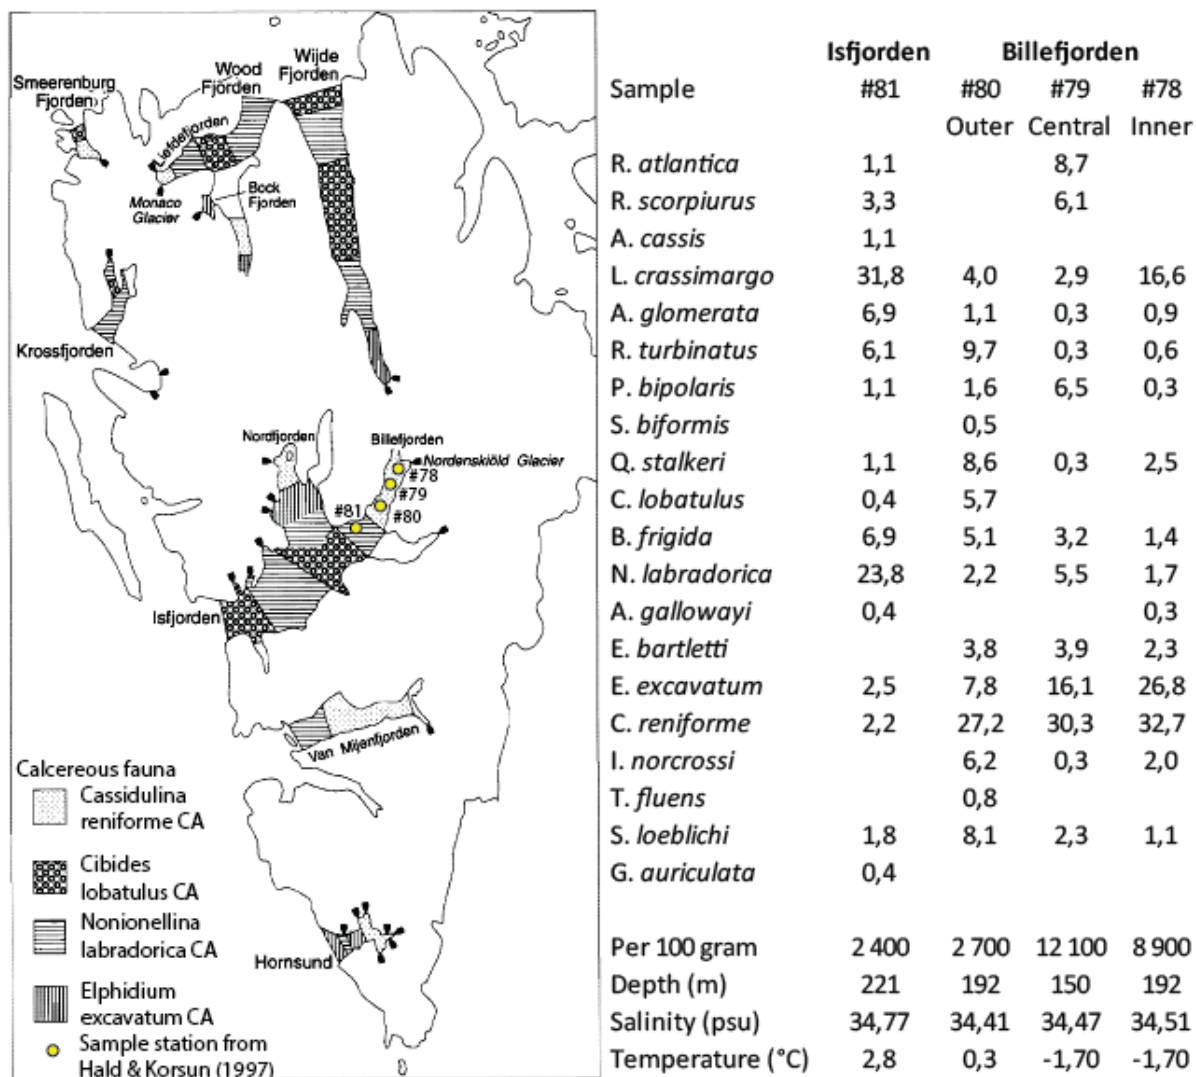 Smeerenburg
Fjorden
Wood
Fjorden
Wijde
Fjorden
Liefdefjorden
Monaco
Glacier
Bock
Fjorden
Krossfjorden
Nordfjorden
Billefjorden
Nordenskiöld Glacier
#78
#79
#80
#81
Isfjorden
Van Mijenfjorden
Hornsund
Calcereous fauna
Cassidulina
reniforme CA
Cibides
lobatulus CA
Nonionellina
labradorica CA
Elphidium
excavatum CA
Sample station from
Hald & Korsun (1997)
Isfjorden Billefjorden
Sample #81 #80 #79 #78
Outer Central Inner
R. atlantica 1,1 8,7
R. scorpiurus 3,3 6,1
A. cassis 1,1
L. crassimargo 31,8 4,0 2,9 16,6
A. glomerata 6,9 1,1 0,3 0,9
R. turbinatus 6,1 9,7 0,3 0,6
P. bipolaris 1,1 1,6 6,5 0,3
S. biformis 0,5
Q. stalkeri 1,1 8,6 0,3 2,5
C. lobatulus 0,4 5,7
B. frigida 6,9 5,1 3,2 1,4
N. labradorica 23,8 2,2 5,5 1,7
A. gallowayi 0,4 0,3
E. bartletti 3,8 3,9 2,3
E. excavatum 2,5 7,8 16,1 26,8
C. reniforme 2,2 27,2 30,3 32,7
I. norcrossi 6,2 0,3 2,0
T. fluens 0,8
S. loeblichi 1,8 8,1 2,3 1,1
G. auriculata 0,4
Per 100 gram 2 400 2 700 12 100 8 900
Depth (m) 221 192 150 192
Salinity (psu) 34,77 34,41 34,47 34,51
Temperature (°C) 2,8 0,3 -1,70 -1,70